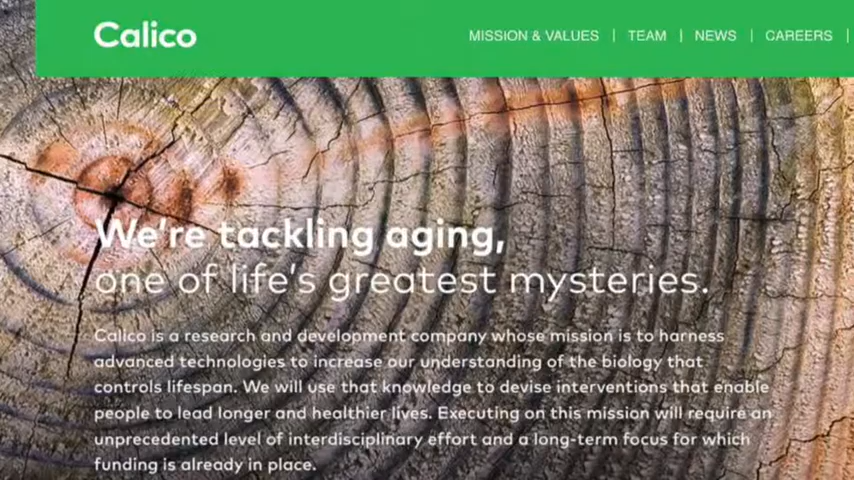 Calico
MISSION & VALUES | TEAM | NEWS | CAREERS |
We're tackling aging,
one of life's greatest mysteries.
Calico is a research and development company whose mission is to harness
advanced technologies to increase our understanding of the biology that
controls lifespan. We will use that knowledge to devise interventions that enable
people to lead longer and healthier lives. Executing on this mission will require an
unprecedented level of interdisciplinary effort and a long-term focus for which
funding is already in place.